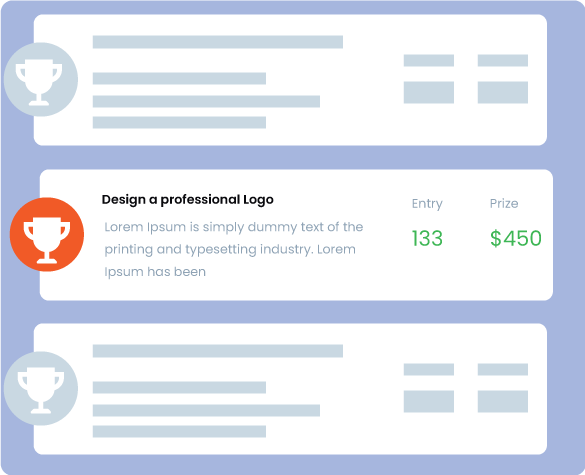 Design a professional Logo
Entry
Prize
Lorem Ipsum is simply dummy text of the
133
$450
printing and typesetting industry. Lorem
Ipsum has been